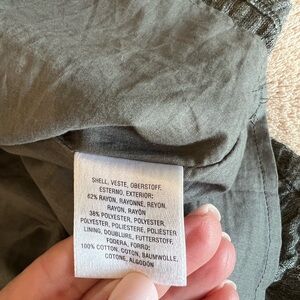 SHELL, VESTE, OBERSTOFF,
ESTERNO, EXTERIOR:
62% RAYON, RAYONNE, REYON,
RAYON, RAYÓN
38% POLYESTER, POLYESTER,
POLYESTER, POLIESTERE, POLIÉSTER
LINING, DOUBLURE, FUTTERSTOFF,
FODERA, FORRO:
100% COTTON, COTON, BAUMWOLLE,
COTONE, ALGODÓN